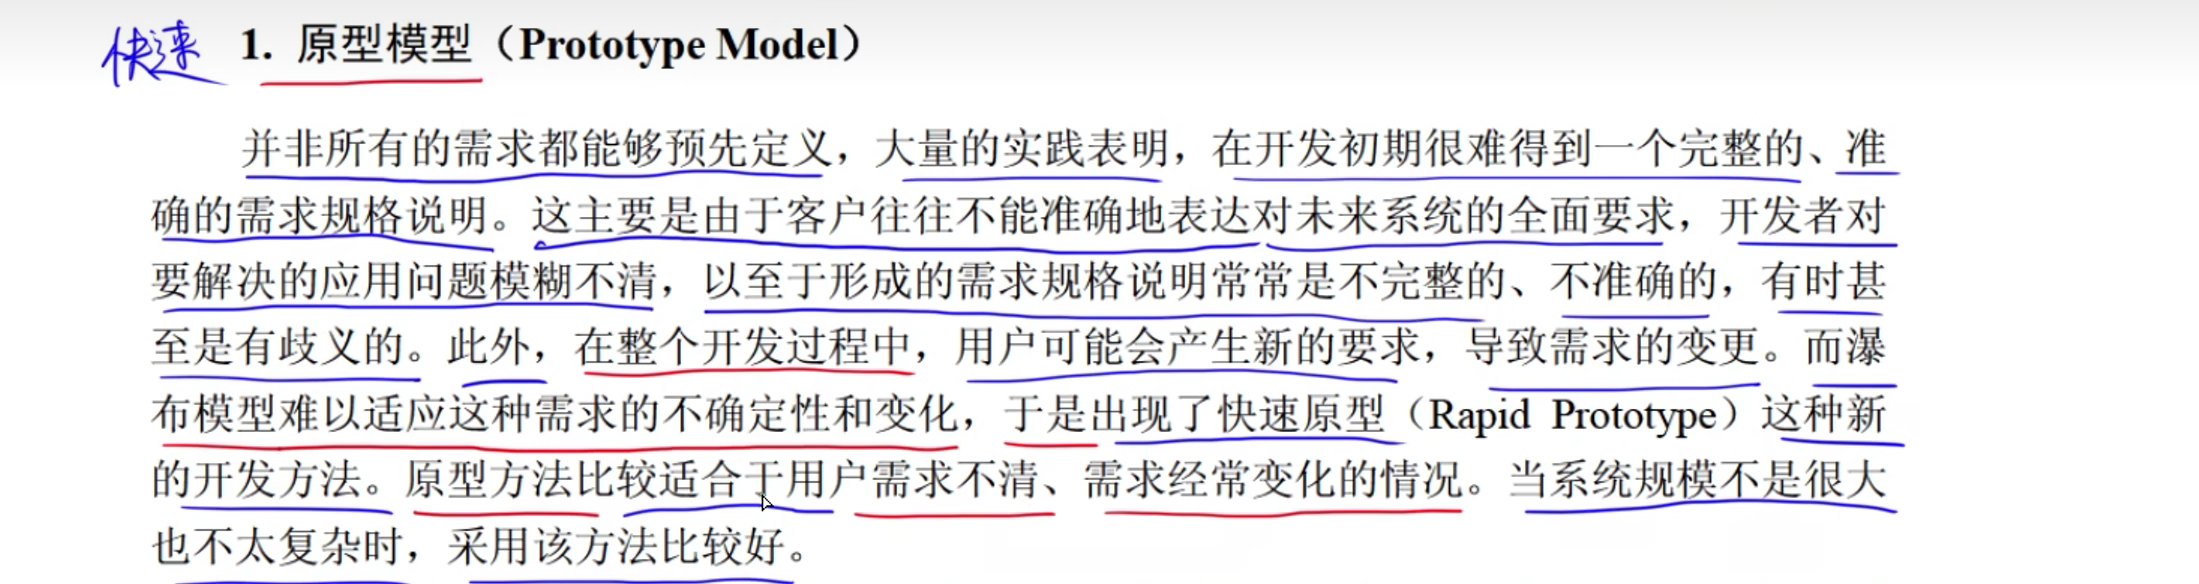 快速 1. 原型模型（Prototype Model）
并非所有的需求都能够预先定义，大量的实践表明，在开发初期很难得到一个完整的、准
确的需求规格说明。这主要是由于客户往往不能准确地表达对未来系统的全面要求，开发者对
要解决的应用问题模糊不清，以至于形成的需求规格说明常常是不完整的、不准确的，有时甚
至是有歧义的。此外，在整个开发过程中，用户可能会产生新的要求，导致需求的变更。而瀑
布模型难以适应这种需求的不确定性和变化，于是出现了快速原型（Rapid Prototype）这种新
的开发方法。原型方法比较适合于用户需求不清、需求经常变化的情况。当系统规模不是很大
也不太复杂时，采用该方法比较好。